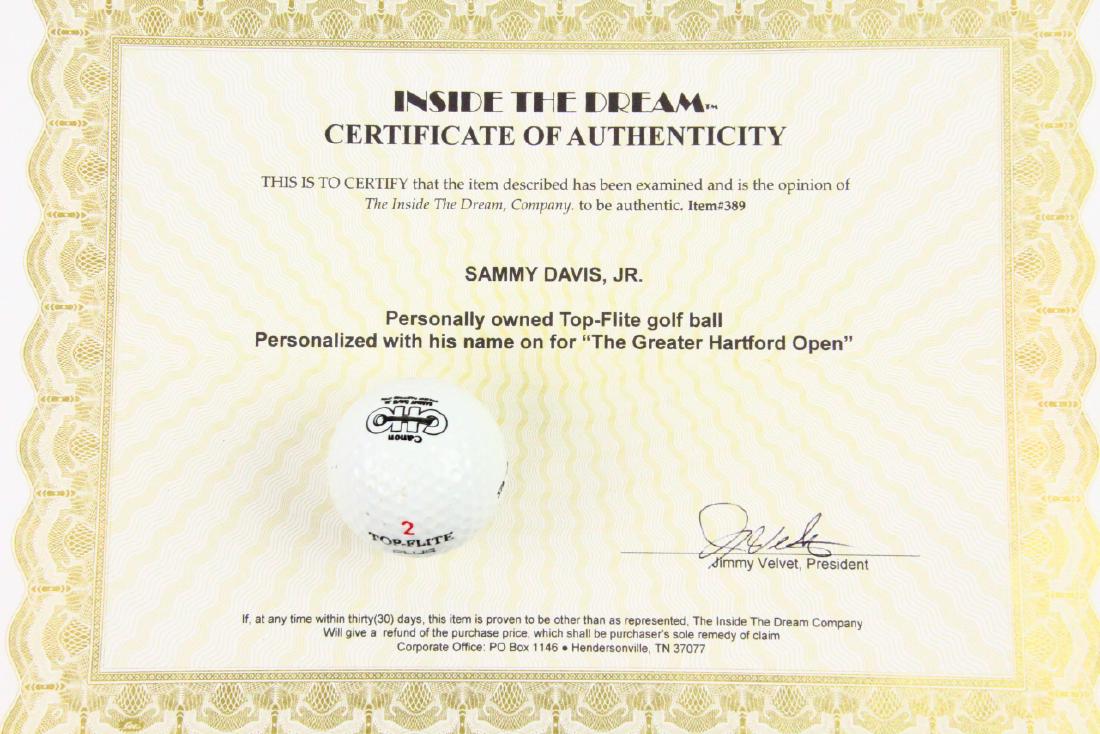 INSIDE THE DREAM™
CERTIFICATE OF AUTHENTICITY
THIS IS TO CERTIFY that the item described has been examined and is the opinion of
The Inside The Dream, Company. to be authentic. Item#389
SAMMY DAVIS, JR.
Personally owned Top-Flite golf ball
Personalized with his name on for “The Greater Hartford Open”
Canon
GHO
SAMMY DAVIS JR.
2
TOP-FLITE
PLUS
Jimmy Velvet, President
If, at any time within thirty(30) days, this item is proven to be other than as represented, The Inside The Dream Company
Will give a refund of the purchase price, which shall be purchaser's sole remedy of claim
Corporate Office: PO Box 1146 • Hendersonville, TN 37077